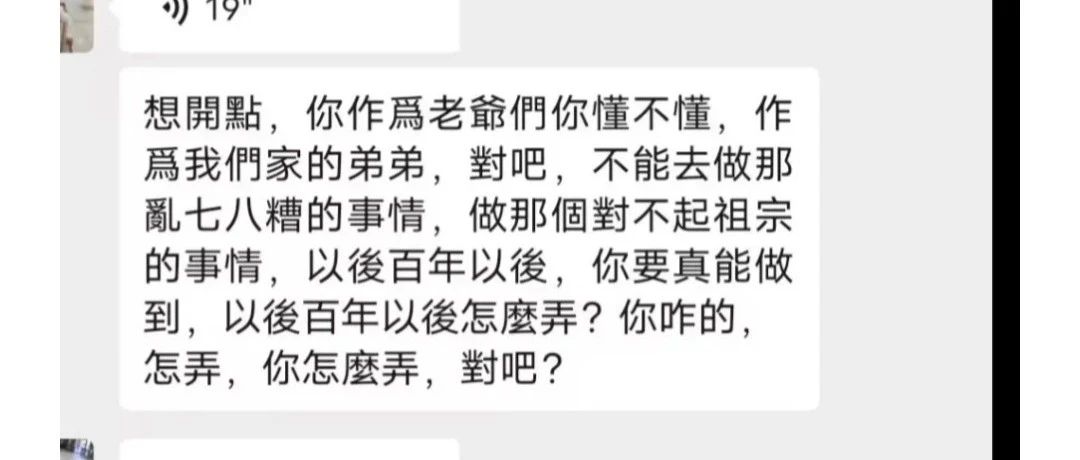 19"
想開點，你作爲老爺們你懂不懂，作
爲我們家的弟弟，對吧，不能去做那
亂七八糟的事情，做那個對不起祖宗
的事情，以後百年以後，你要真能做
到，以後百年以後怎麼弄？你咋的，
怎弄，你怎麼弄，對吧？